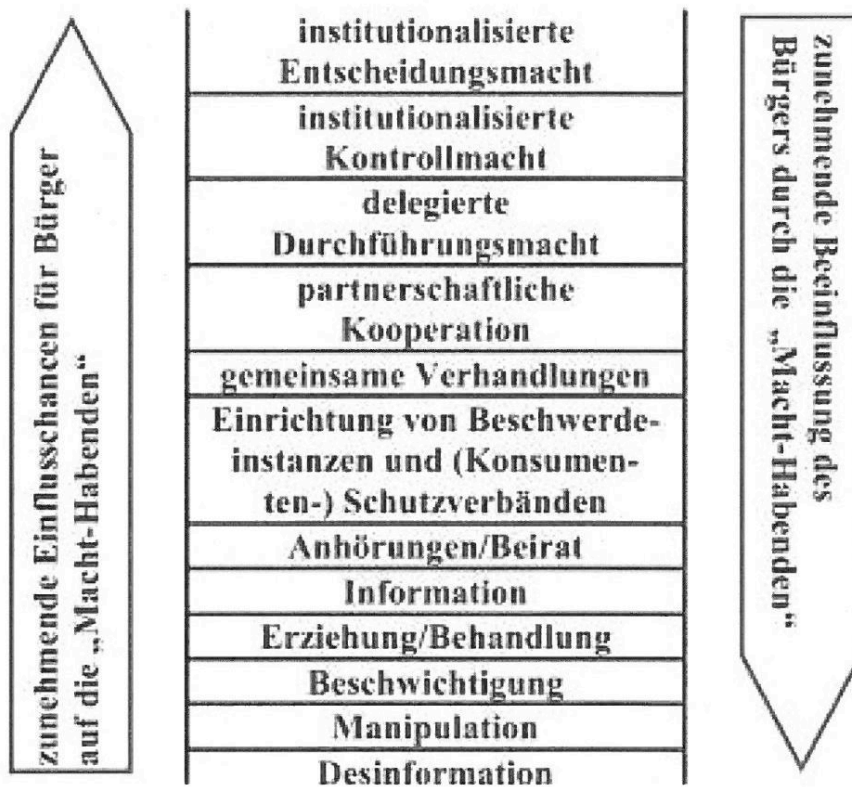 zunehmende Einflusschancen für Bürger
auf die „Macht-Habenden“
institutionalisierte
Entscheidungsmacht
institutionalisierte
Kontrollmacht
delegierte
Durchführungsmacht
partnerschaftliche
Kooperation
gemeinsame Verhandlungen
Einrichtung von Beschwerde-
instanzen und (Konsumen-
ten-) Schutzverbänden
Anhörungen/Beirat
Information
Erziehung/Behandlung
Beschwichtigung
Manipulation
Desinformation
zunehmende Beeinflussung des
Bürgers durch die „Macht-Habenden“